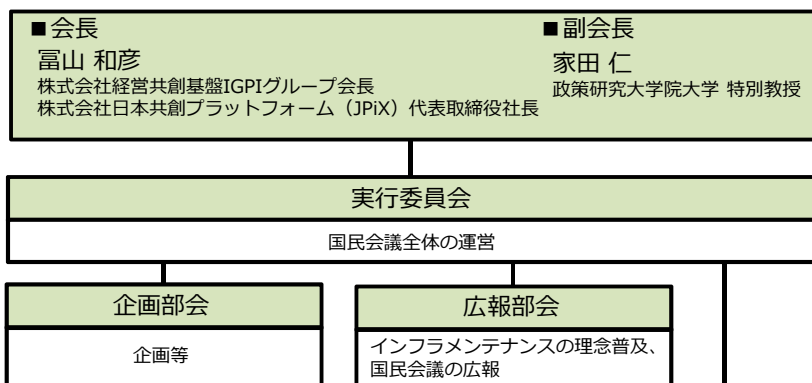 ■会長
冨山 和彦
株式会社経営共創基盤IGPIグループ会長
株式会社日本共創プラットフォーム（JPiX）代表取締役社長
■副会長
家田 仁
政策研究大学院大学 特別教授
実行委員会
国民会議全体の運営
企画部会
企画等
広報部会
インフラメンテナンスの理念普及、
国民会議の広報